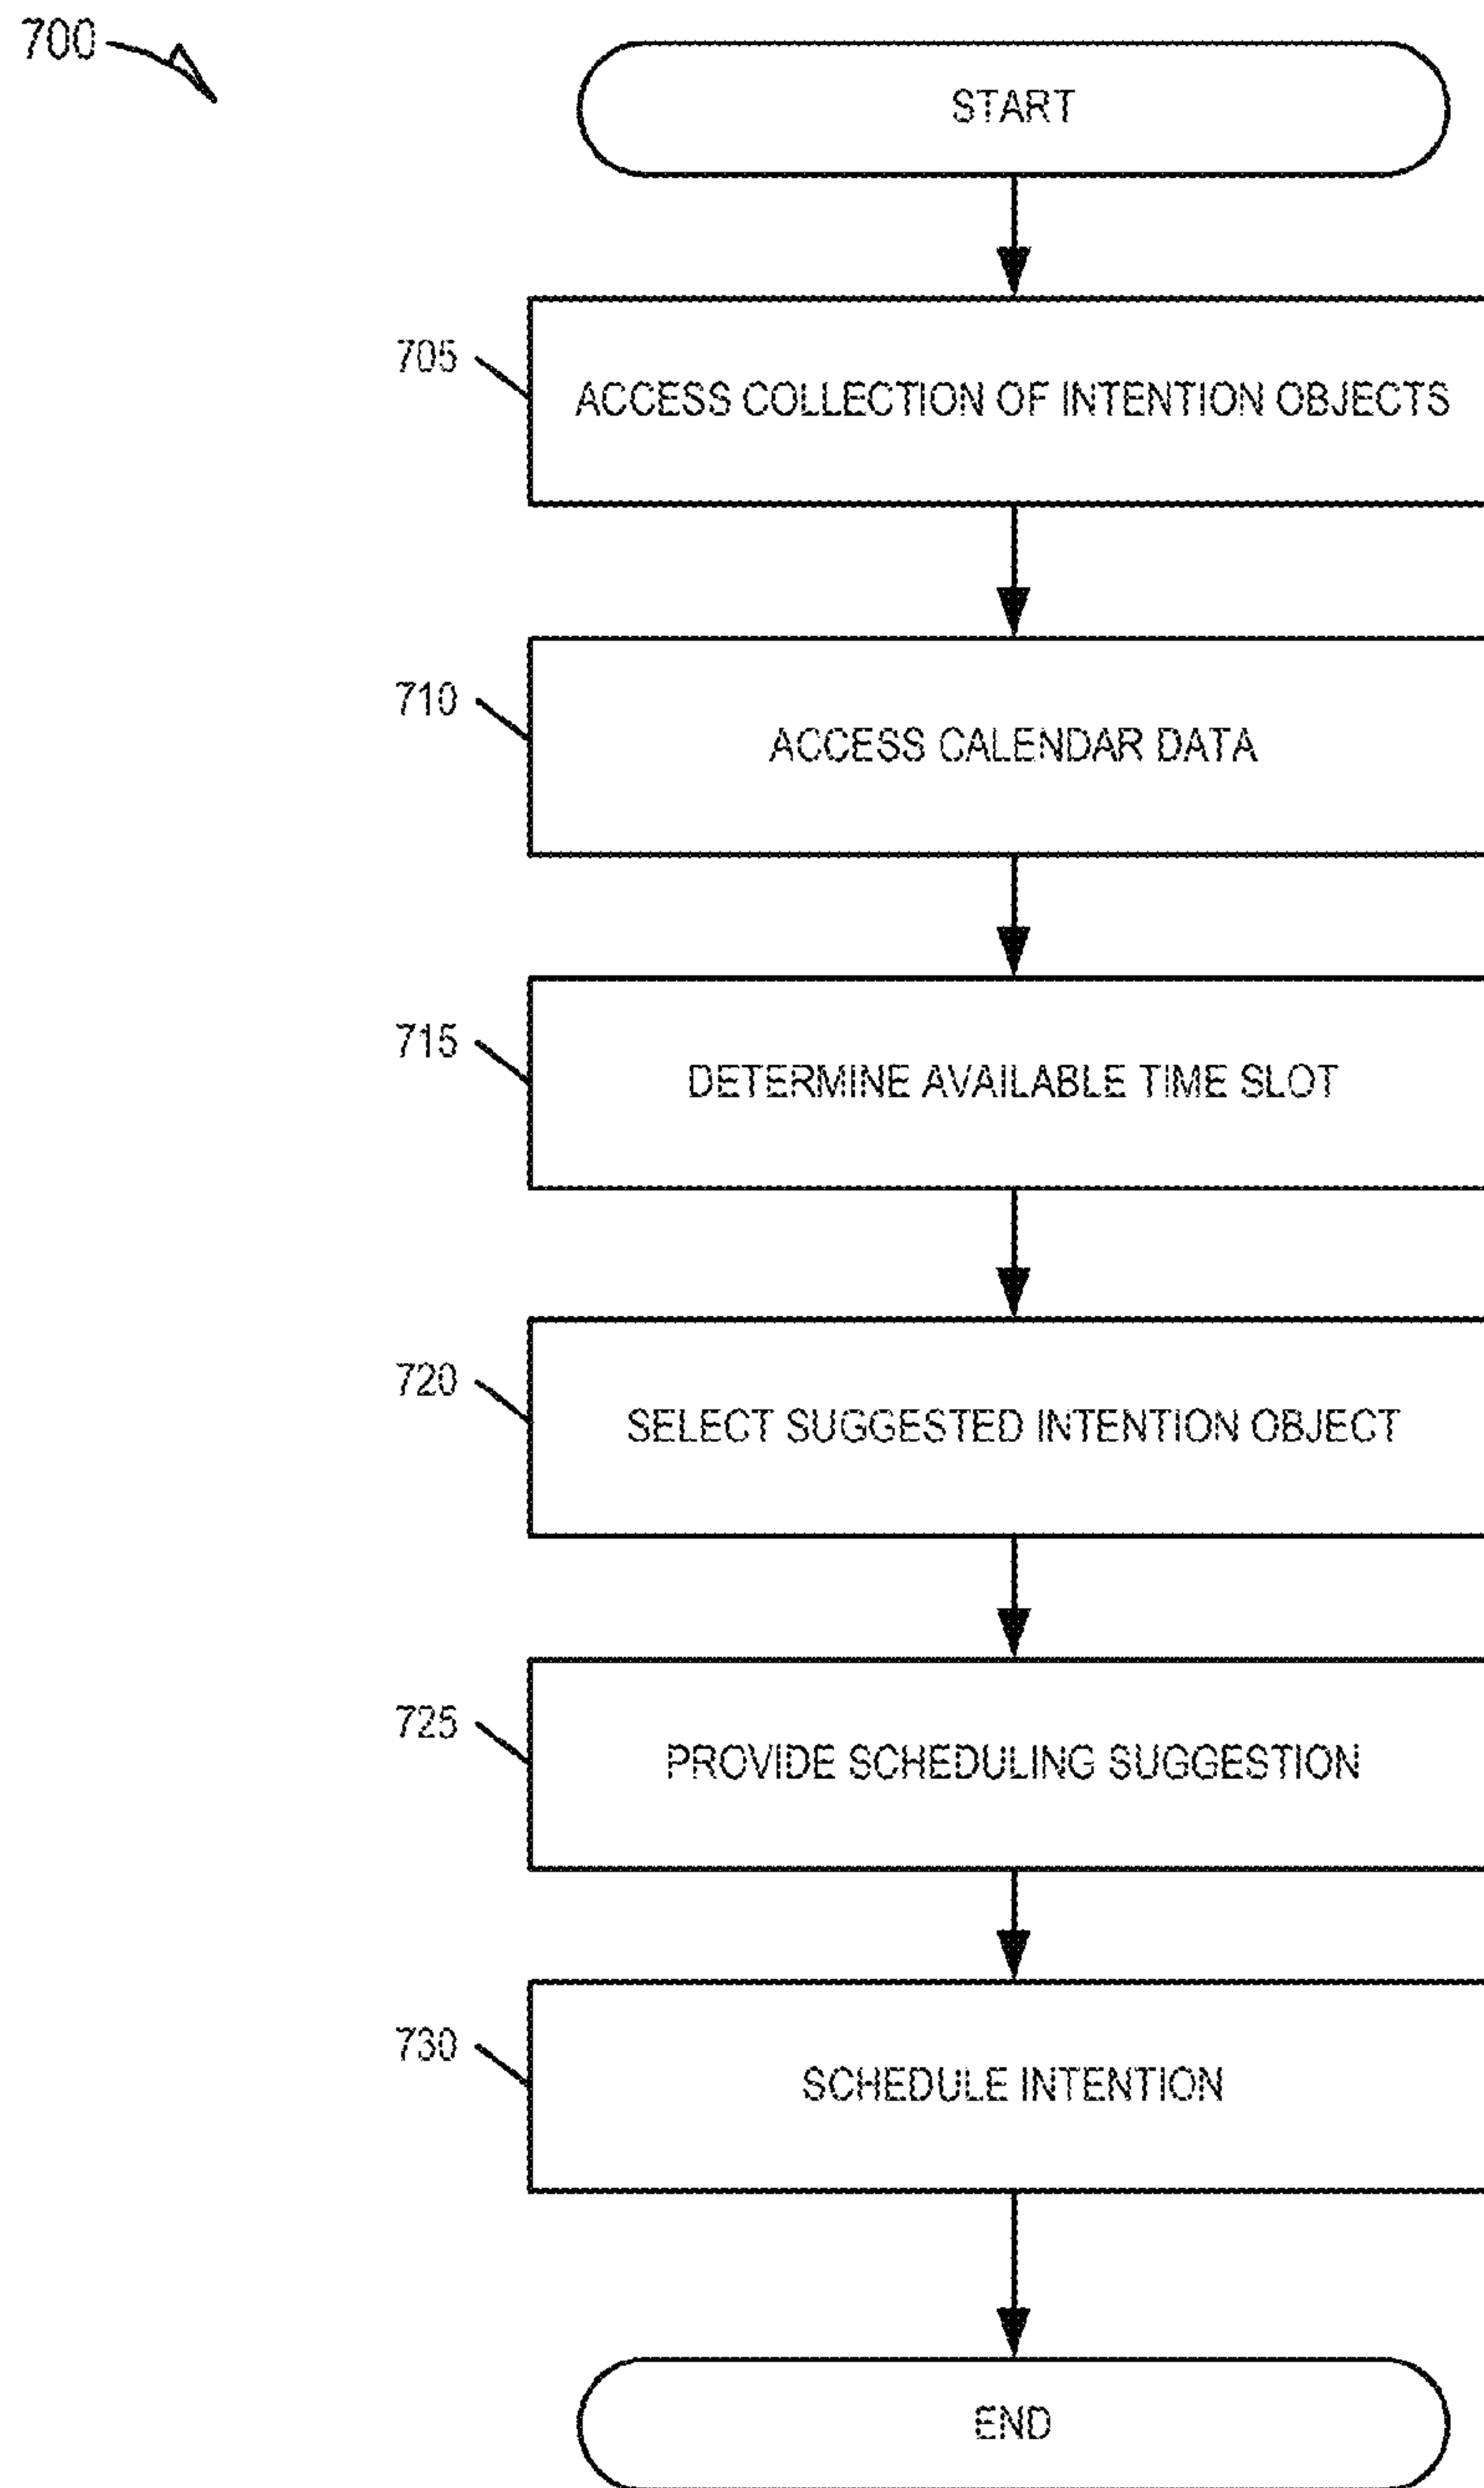 700
START
705
ACCESS COLLECTION OF INTENTION OBJECTS
710
ACCESS CALENDAR DATA
715
DETERMINE AVAILABLE TIME SLOT
720
SELECT SUGGESTED INTENTION OBJECT
725
PROVIDE SCHEDULING SUGGESTION
730
SCHEDULE INTENTION
END